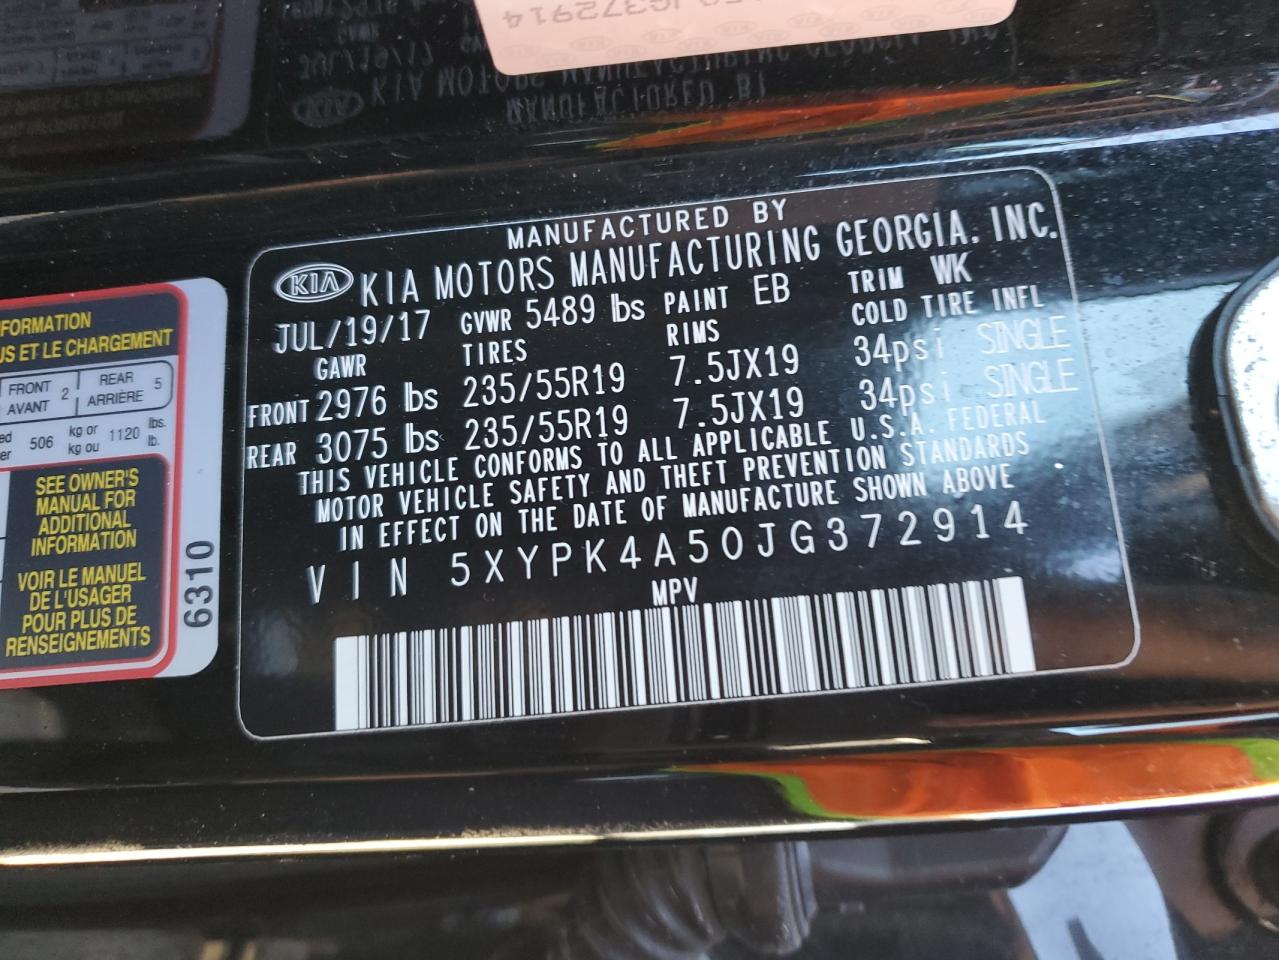 G372914
MANUFACTURED BY
KIA KIA MOTORS MANUFACTURING GEORGIA, INC.
JUL/19/17 GVWR 5489 lbs PAINT EB TRIM WK
GAWR TIRES RIMS COLD TIRE INFL
FRONT 2976 lbs 235/55R19 7.5JX19 34psi SINGLE
REAR 3075 lbs 235/55R19 7.5JX19 34psi SINGLE
THIS VEHICLE CONFORMS TO ALL APPLICABLE U.S.A. FEDERAL
MOTOR VEHICLE SAFETY AND THEFT PREVENTION STANDARDS
IN EFFECT ON THE DATE OF MANUFACTURE SHOWN ABOVE
VIN 5XYPK4A50JG372914
MPV
ET LE CHARGEMENT
FRONT AVANT 2 REAR ARRIÈRE 5
506 kg or kg ou 1120 lbs. lb.
SEE OWNER'S
MANUAL FOR
ADDITIONAL
INFORMATION
VOIR LE MANUEL
DE L'USAGER
POUR PLUS DE
RENSEIGNEMENTS
6310